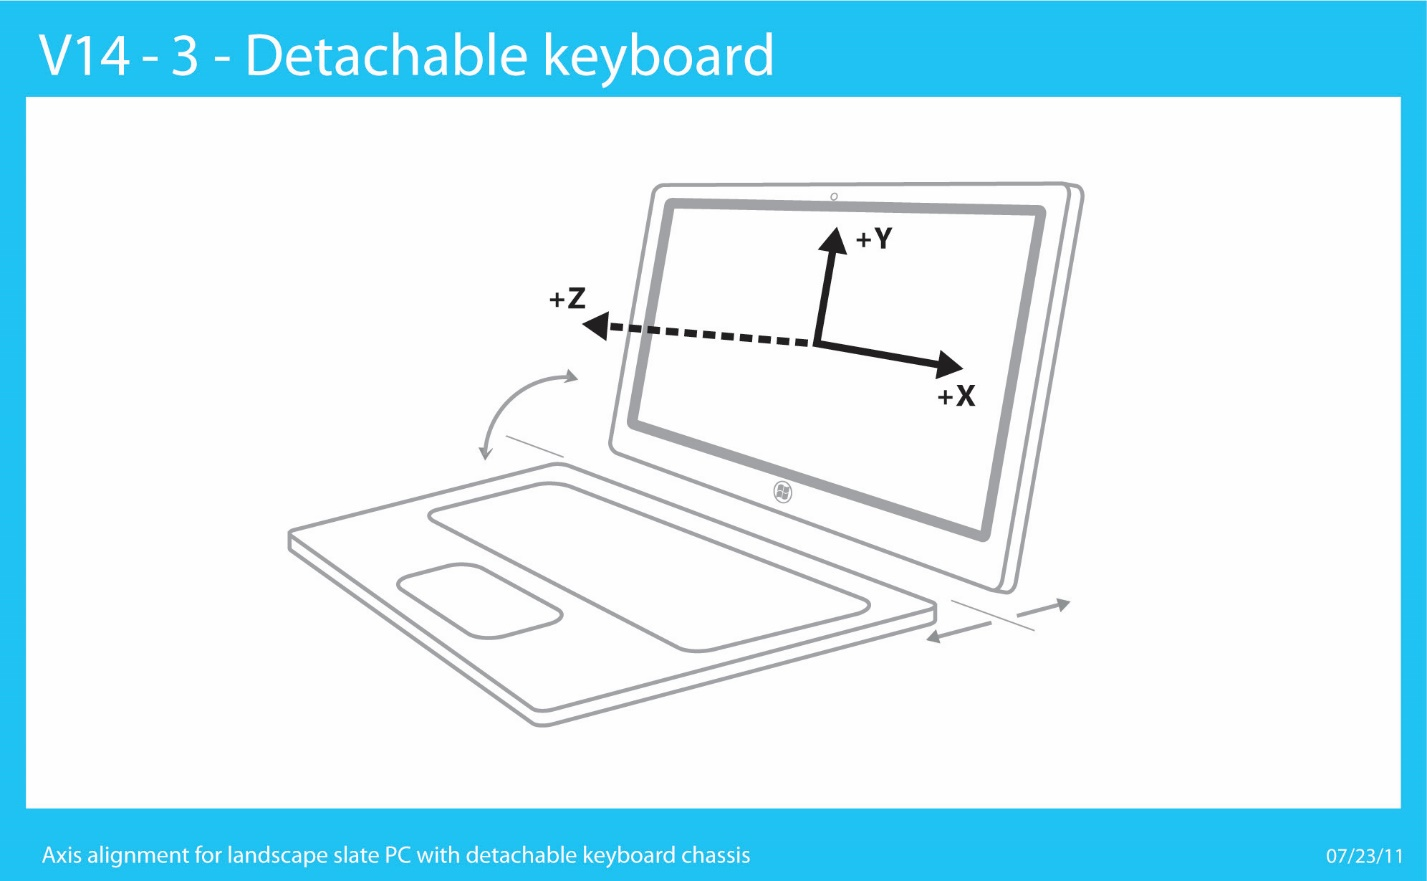 V14 - 3 - Detachable keyboard
+Y
+Z
+X
Axis alignment for landscape slate PC with detachable keyboard chassis
07/23/11